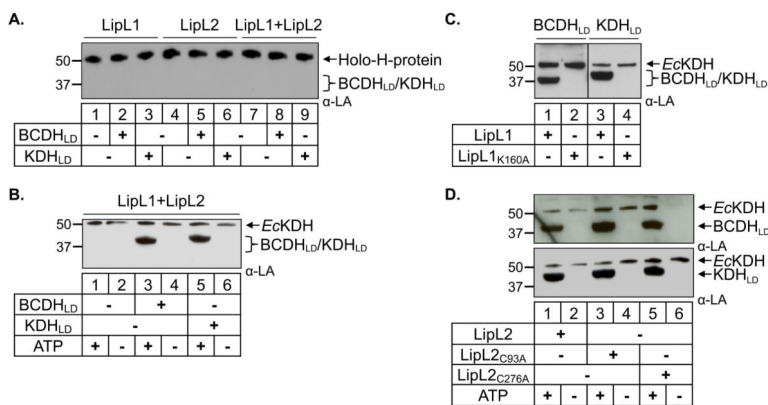 A.
LipL1 LipL2 LipL1+LipL2
50 Holo-H-protein
37 BCDHLD/KDHLD
α-LA
1 2 3 4 5 6 7 8 9
BCDHLD - + - - + - - + -
KDHLD - + - + - +
B.
LipL1+LipL2
50 EcKDH
37 BCDHLD/KDHLD
α-LA
1 2 3 4 5 6
BCDHLD - + -
KDHLD - +
ATP + - + - + -
C.
BCDHLD KDHLD
50 EcKDH
37 BCDHLD/KDHLD
α-LA
1 2 3 4
LipL1 + - + -
LipL1K160A - + - +
D.
50 EcKDH
37 BCDHLD
α-LA
50 EcKDH
37 KDHLD
α-LA
1 2 3 4 5 6
LipL2 + -
LipL2C93A - + -
LipL2C276A - +
ATP + - + - + -